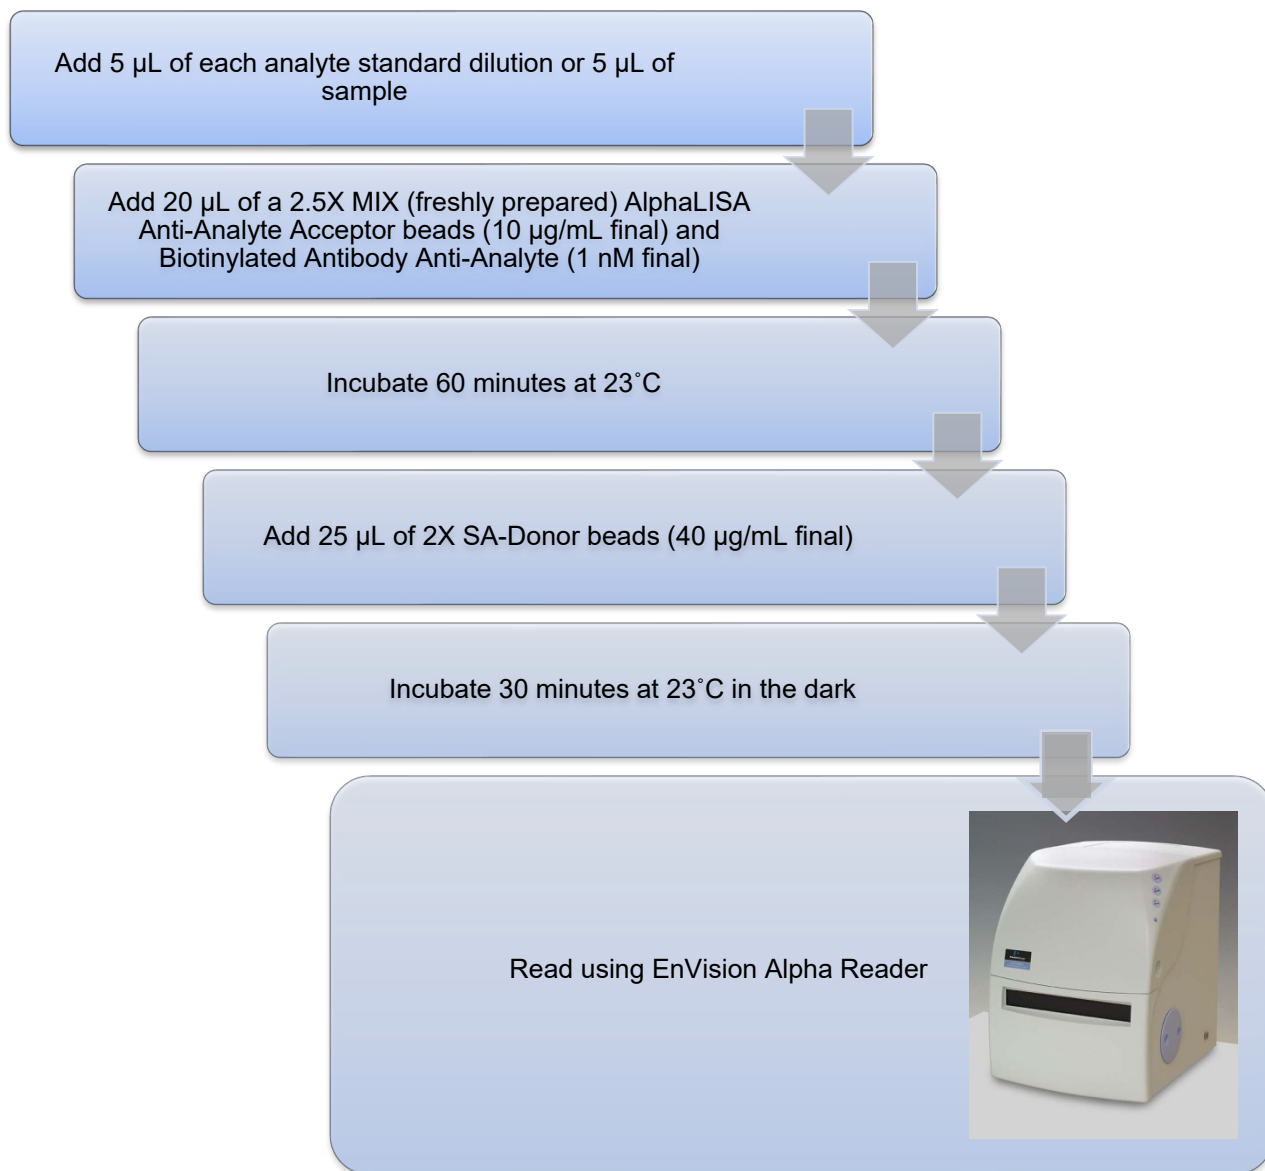 Add 5 µL of each analyte standard dilution or 5 µL of
sample
Add 20 µL of a 2.5X MIX (freshly prepared) AlphaLISA
Anti-Analyte Acceptor beads (10 µg/mL final) and
Biotinylated Antibody Anti-Analyte (1 nM final)
Incubate 60 minutes at 23˚C
Add 25 µL of 2X SA-Donor beads (40 µg/mL final)
Incubate 30 minutes at 23˚C in the dark
Read using EnVision Alpha Reader